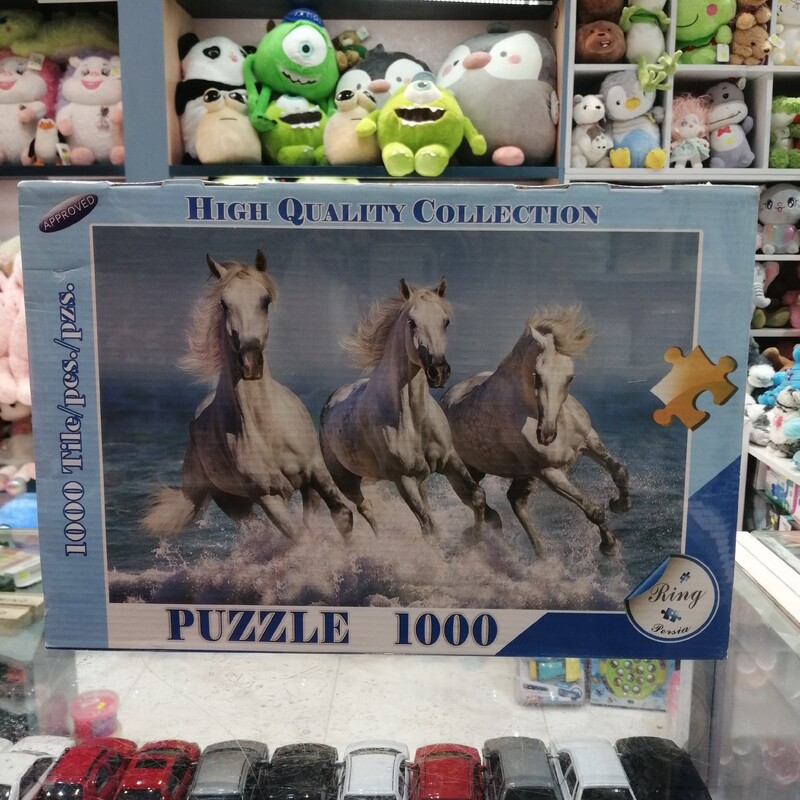 APPROVED
HIGH QUALITY COLLECTION
1000 Tile/pcs./pzs.
PUZZLE 1000
Ring
Persia